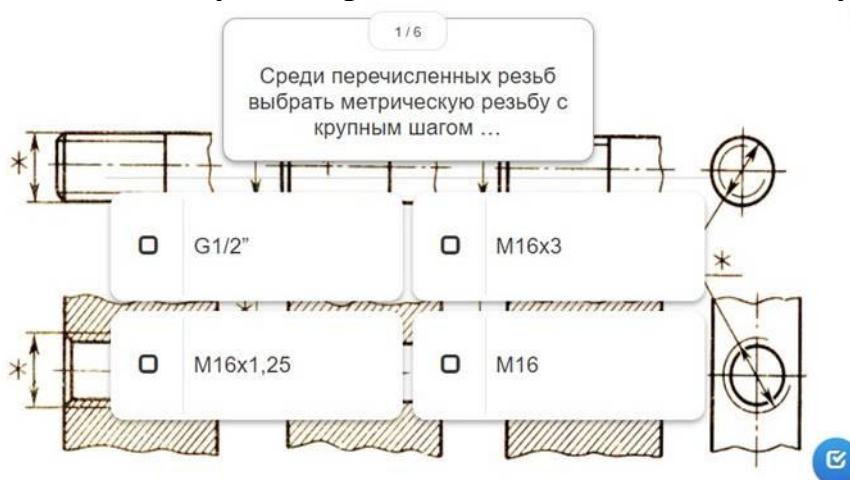 1 / 6
Среди перечисленных резьб
выбрать метрическую резьбу с
крупным шагом ...
G1/2”
M16x3
M16x1,25
M16